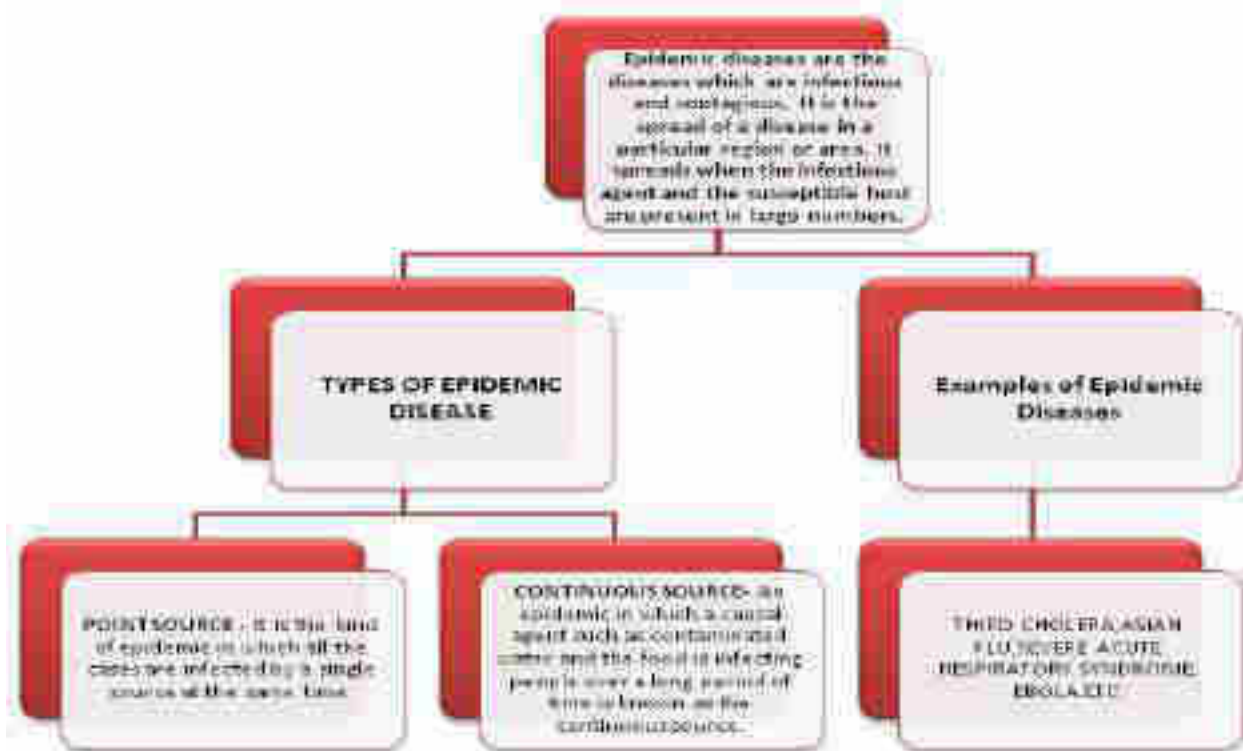 Epidemic diseases are the
diseases which are infectious
and contagious. It is the
spread of a disease in a
particular region or area. It
spreads when the infectious
agent and the susceptible host
are present in large numbers.
TYPES OF EPIDEMIC
DISEASE
Examples of Epidemic
Diseases
POINT SOURCE - It is the kind
of epidemic in which all the
cases are infected by a single
source at the same time
CONTINUOUS SOURCE- An
epidemic in which a causal
agent such as contaminated
water and the food is infecting
people over a long period of
time is known as the
continuous source.
THIRD CHOLERA,ASIAN
FLU,SEVERE ACUTE
RESPIRATORY SYNDROME,
EBOLA,ETC